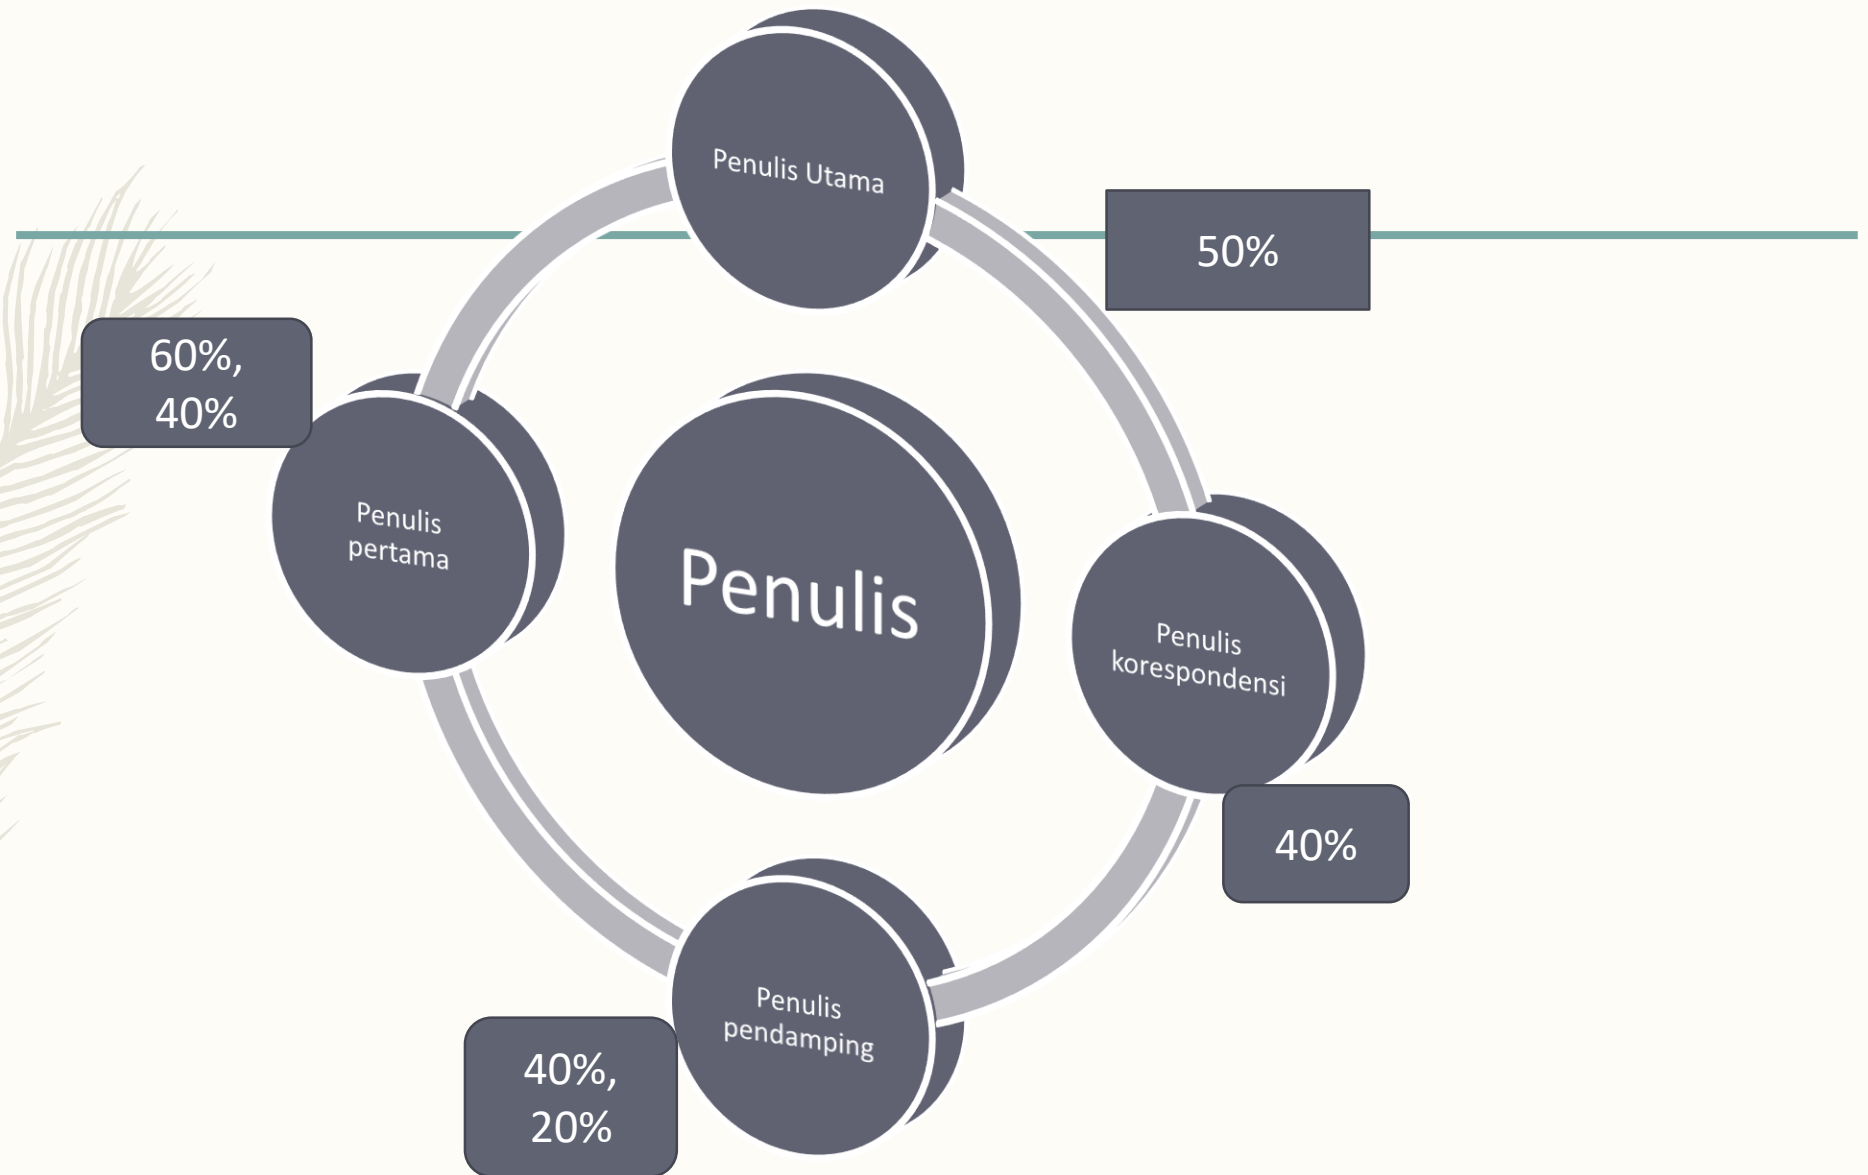 Penulis Utama
50%
60%,
40%
Penulis
pertama
Penulis
Penulis
korespondensi
40%
Penulis
pendamping
40%,
20%